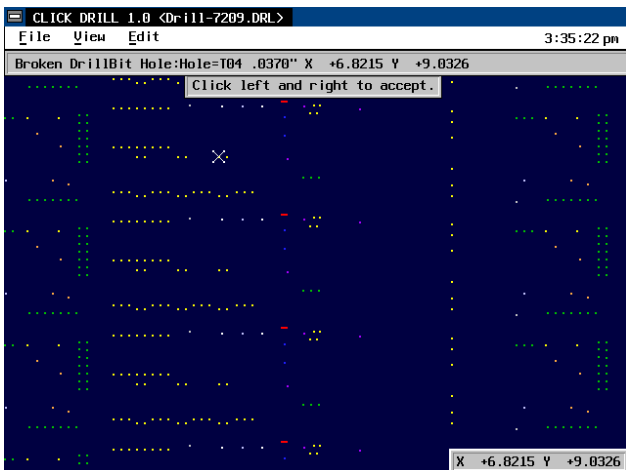 CLICK DRILL 1.0 <Drill-7209.DRL>
File View Edit 3:35:22 pm
Broken DrillBit Hole:Hole=T04 .0370" X +6.8215 Y +9.0326
Click left and right to accept.
X +6.8215 Y +9.0326